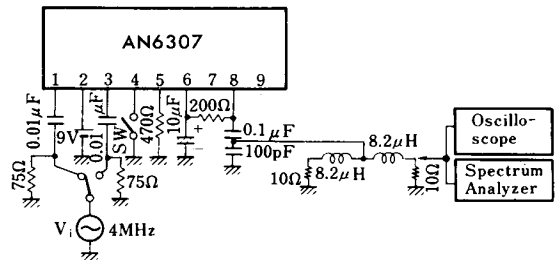 AN6307
1 2 3 4 5 6 7 8 9
0.01µF
9V
0.01 µF
SW
470Ω
10µF
+
−
200Ω
0.1µF
100pF
8.2µH
8.2µH
10Ω
10Ω
75Ω
75Ω
Vi
4MHz
Oscillo-
scope
Spectrum
Analyzer